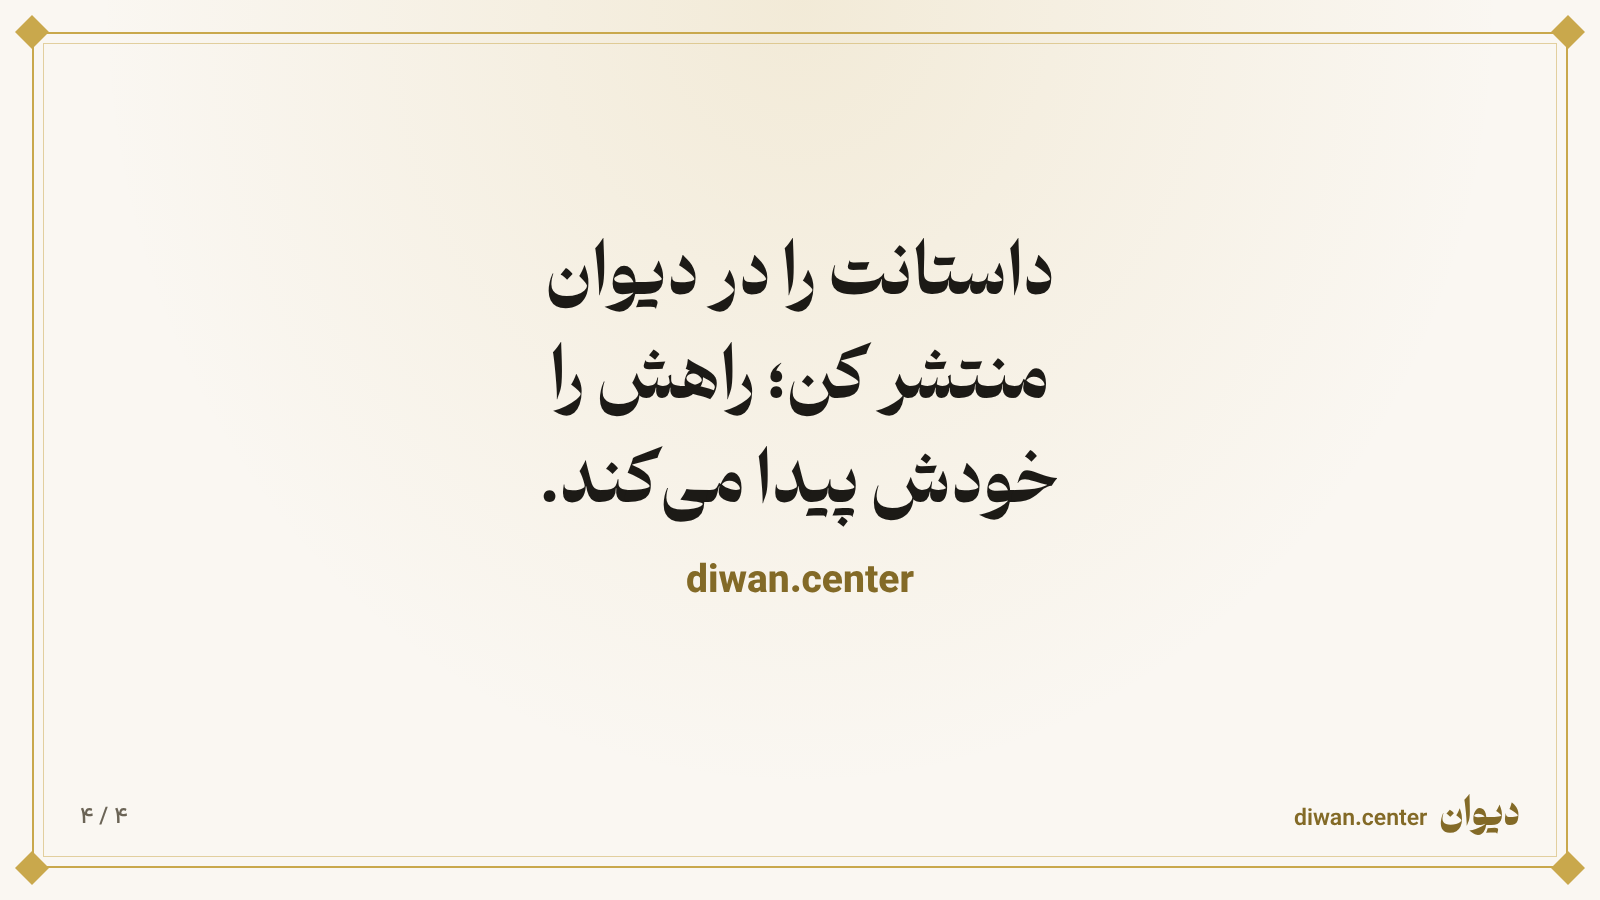 داستانت را در دیوان
منتشر کن؛ راهش را
خودش پیدا می‌کند.
diwan.center
دیوان diwan.center
۴ / ۴